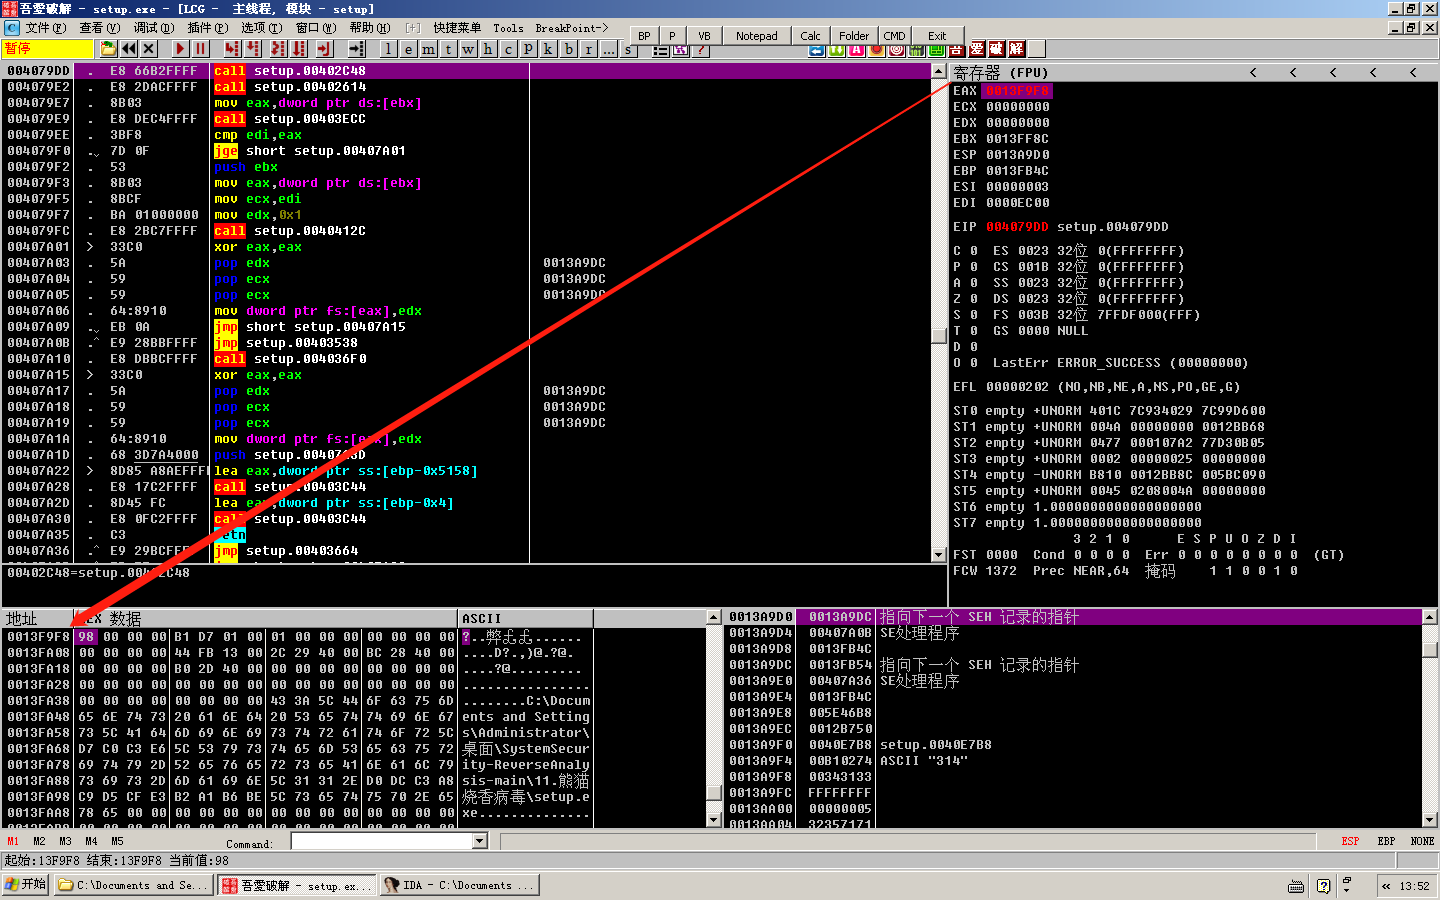 吾愛破解 - setup.exe - [LCG -  主线程, 模块 - setup]
文件(F) 查看(V) 调试(D) 插件(P) 选项(T) 窗口(W) 帮助(H) [+] 快捷菜单 Tools BreakPoint->
BP P VB Notepad Calc Folder CMD Exit
暂停 l e m t w h c p k b r ... s
004079DD . E8 66B2FFFF call setup.00402C48
004079E2 . E8 2DACFFFF call setup.00402614
004079E7 . 8B03 mov eax,dword ptr ds:[ebx]
004079E9 . E8 DEC4FFFF call setup.00403ECC
004079EE . 3BF8 cmp edi,eax
004079F0 . 7D 0F jge short setup.00407A01
004079F2 . 53 push ebx
004079F3 . 8B03 mov eax,dword ptr ds:[ebx]
004079F5 . 8BCF mov ecx,edi
004079F7 . BA 01000000 mov edx,0x1
004079FC . E8 2BC7FFFF call setup.0040412C
00407A01 > 33C0 xor eax,eax
00407A03 . 5A pop edx 0013A9DC
00407A04 . 59 pop ecx 0013A9DC
00407A05 . 59 pop ecx 0013A9DC
00407A06 . 64:8910 mov dword ptr fs:[eax],edx
00407A09 . EB 0A jmp short setup.00407A15
00407A0B .^ E9 28BBFFFF jmp setup.00403538
00407A10 . E8 DBBCFFFF call setup.004036F0
00407A15 > 33C0 xor eax,eax
00407A17 . 5A pop edx 0013A9DC
00407A18 . 59 pop ecx 0013A9DC
00407A19 . 59 pop ecx 0013A9DC
00407A1A . 64:8910 mov dword ptr fs:[eax],edx
00407A1D . 68 3D7A4000 push setup.00407A3D
00407A22 > 8D85 A8AEFFFF lea eax,dword ptr ss:[ebp-0x5158]
00407A28 . E8 17C2FFFF call setup.00403C44
00407A2D . 8D45 FC lea eax,dword ptr ss:[ebp-0x4]
00407A30 . E8 0FC2FFFF call setup.00403C44
00407A35 . C3 retn
00407A36 .^ E9 29BCFFFF jmp setup.00403664
00402C48=setup.00402C48
寄存器 (FPU) < < < < <
EAX 0013F9F8
ECX 00000000
EDX 00000000
EBX 0013FF8C
ESP 0013A9D0
EBP 0013FB4C
ESI 00000003
EDI 0000EC00
EIP 004079DD setup.004079DD
C 0 ES 0023 32位 0(FFFFFFFF)
P 0 CS 001B 32位 0(FFFFFFFF)
A 0 SS 0023 32位 0(FFFFFFFF)
Z 0 DS 0023 32位 0(FFFFFFFF)
S 0 FS 003B 32位 7FFDF000(FFF)
T 0 GS 0000 NULL
D 0
O 0 LastErr ERROR_SUCCESS (00000000)
EFL 00000202 (NO,NB,NE,A,NS,PO,GE,G)
ST0 empty +UNORM 401C 7C934029 7C99D600
ST1 empty +UNORM 004A 00000000 0012BB68
ST2 empty +UNORM 0477 000107A2 77D30B05
ST3 empty +UNORM 0002 00000025 00000000
ST4 empty -UNORM B810 0012BB8C 005BC090
ST5 empty +UNORM 0045 0208004A 00000000
ST6 empty 1.0000000000000000000
ST7 empty 1.0000000000000000000
3 2 1 0 E S P U O Z D I
FST 0000 Cond 0 0 0 0 Err 0 0 0 0 0 0 0 0 (GT)
FCW 1372 Prec NEAR,64 掩码 1 1 0 0 1 0
地址 HEX 数据 ASCII
0013F9F8 98 00 00 00 B1 D7 01 00 01 00 00 00 00 00 00 00 ?..弊........
0013FA08 00 00 00 00 44 FB 13 00 2C 29 40 00 BC 28 40 00 ....D?.,)@.?@.
0013FA18 00 00 00 00 B0 2D 40 00 00 00 00 00 00 00 00 00 ....?@.........
0013FA28 00 00 00 00 00 00 00 00 00 00 00 00 00 00 00 00 ................
0013FA38 00 00 00 00 00 00 00 00 43 3A 5C 44 6F 63 75 6D ........C:\Docum
0013FA48 65 6E 74 73 20 61 6E 64 20 53 65 74 74 69 6E 67 ents and Setting
0013FA58 73 5C 41 64 6D 69 6E 69 73 74 72 61 74 6F 72 5C s\Administrator\
0013FA68 D7 C0 C3 E6 5C 53 79 73 74 65 6D 53 65 63 75 72 桌面\SystemSecur
0013FA78 69 74 79 2D 52 65 76 65 72 73 65 41 6E 61 6C 79 ity-ReverseAnaly
0013FA88 73 69 73 2D 6D 61 69 6E 5C 31 31 2E D0 DC C3 A8 sis-main\11.熊猫
0013FA98 C9 D5 CF E3 B2 A1 B6 BE 5C 73 65 74 75 70 2E 65 烧香病毒\setup.e
0013FAA8 78 65 00 00 00 00 00 00 00 00 00 00 00 00 00 00 xe..............
0013A9D0 0013A9DC 指向下一个 SEH 记录的指针
0013A9D4 00407A0B SE处理程序
0013A9D8 0013FB4C
0013A9DC 0013FB54 指向下一个 SEH 记录的指针
0013A9E0 00407A36 SE处理程序
0013A9E4 0013FB4C
0013A9E8 005E46B8
0013A9EC 0012B750
0013A9F0 0040E7B8 setup.0040E7B8
0013A9F4 00B10274 ASCII "314"
0013A9F8 00343133
0013A9FC FFFFFFFF
0013AA00 00000005
0013AA04 32357171
M1 M2 M3 M4 M5 Command: ESP EBP NONE
起始:13F9F8 结束:13F9F8 当前值:98
开始 C:\Documents and Se... 吾愛破解 - setup.ex... IDA - C:\Documents ... « 13:52